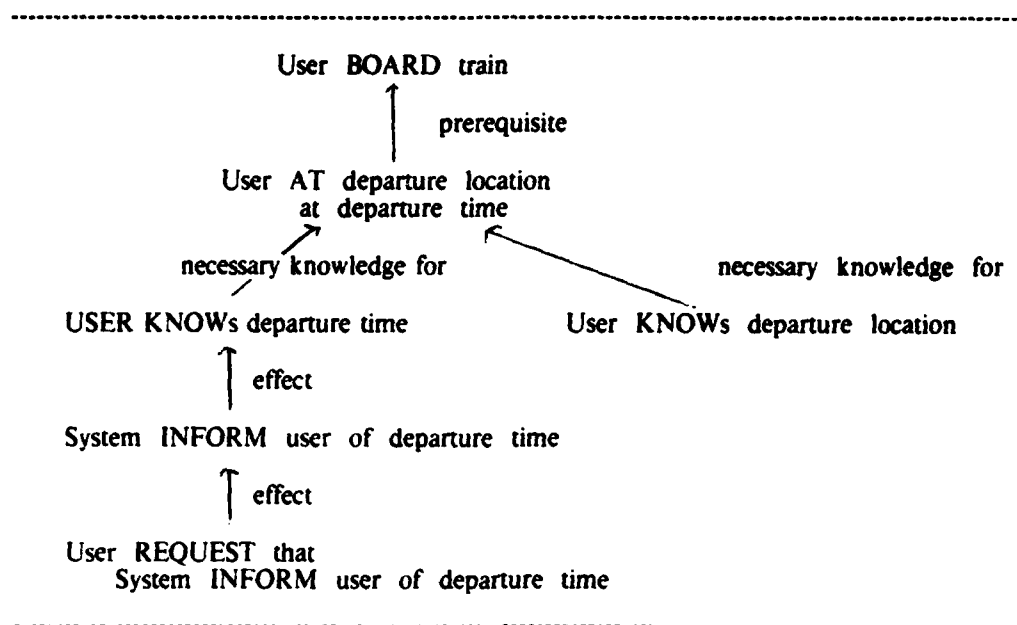 User BOARD train
prerequisite
User AT departure location
at departure time
necessary knowledge for
necessary knowledge for
USER KNOWs departure time
User KNOWs departure location
effect
System INFORM user of departure time
effect
User REQUEST that
System INFORM user of departure time